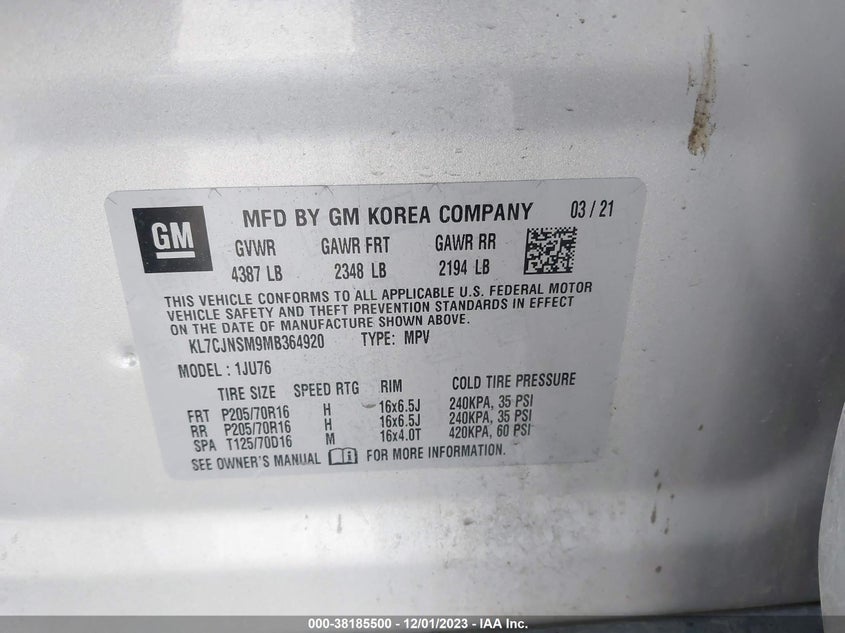 GM
MFD BY GM KOREA COMPANY 03 / 21
GVWR GAWR FRT GAWR RR
4387 LB 2348 LB 2194 LB
THIS VEHICLE CONFORMS TO ALL APPLICABLE U.S. FEDERAL MOTOR
VEHICLE SAFETY AND THEFT PREVENTION STANDARDS IN EFFECT
ON THE DATE OF MANUFACTURE SHOWN ABOVE.
KL7CJNSM9MB364920 TYPE: MPV
MODEL : 1JU76
TIRE SIZE SPEED RTG RIM COLD TIRE PRESSURE
FRT P205/70R16 H 16x6.5J 240KPA, 35 PSI
RR P205/70R16 H 16x6.5J 240KPA, 35 PSI
SPA T125/70D16 M 16x4.0T 420KPA, 60 PSI
SEE OWNER'S MANUAL FOR MORE INFORMATION.
000-38185500 - 12/01/2023 - IAA Inc.